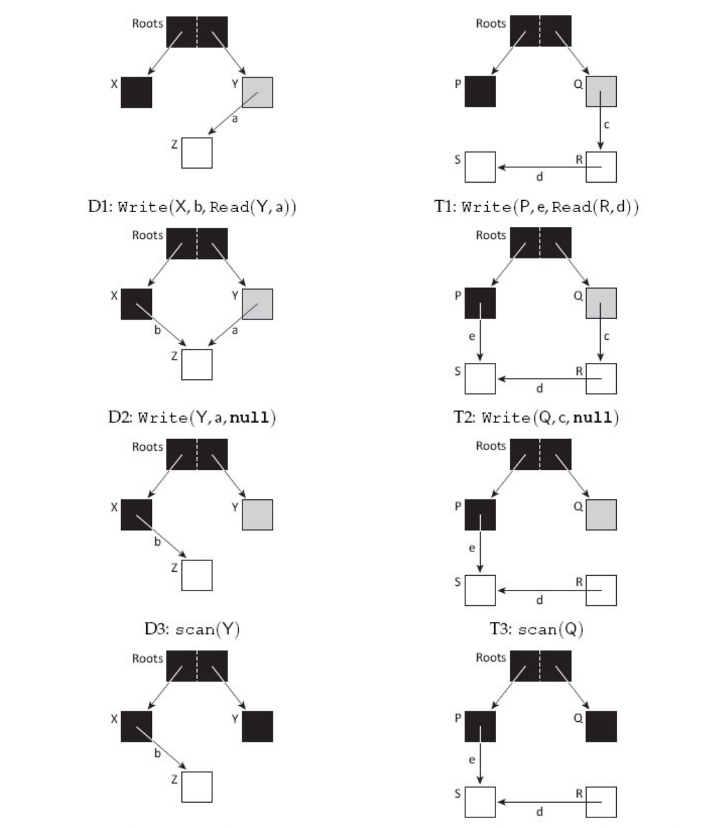 Roots Roots
X Y P Q
a c
Z S R
d
D1: Write(X, b, Read(Y, a)) T1: Write(P, e, Read(R, d))
Roots Roots
X Y P Q
b a e c
Z S R
d
D2: Write(Y, a, null) T2: Write(Q, c, null)
Roots Roots
X Y P Q
b e
Z S R
d
D3: scan(Y) T3: scan(Q)
Roots Roots
X Y P Q
b e
Z S R
d